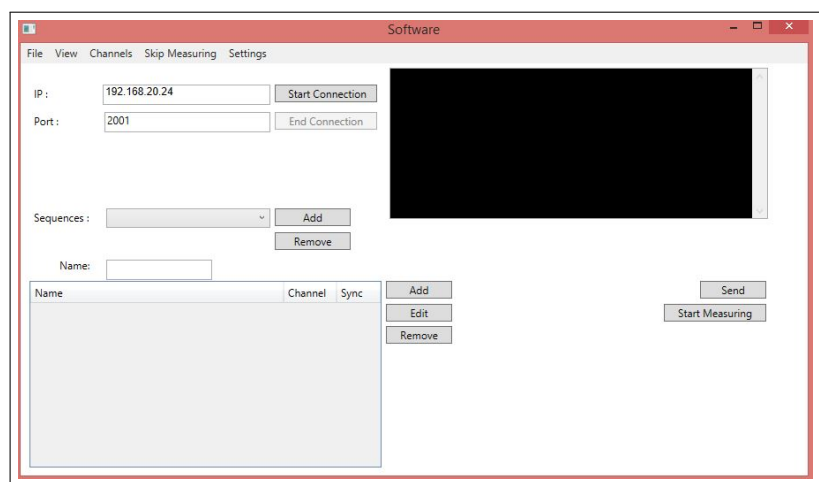 Software
File View Channels Skip Measuring Settings
IP : 192.168.20.24 Start Connection
Port : 2001 End Connection
Sequences : Add
Remove
Name:
Name Channel Sync
Add Send
Edit Start Measuring
Remove